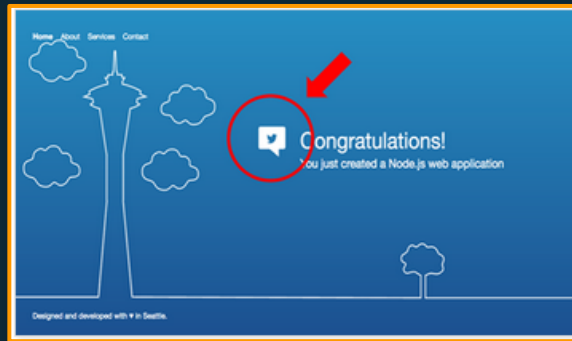 Home About Services Contact
Congratulations!
You just created a Node.js web application
Designed and developed with ♥ in Seattle.